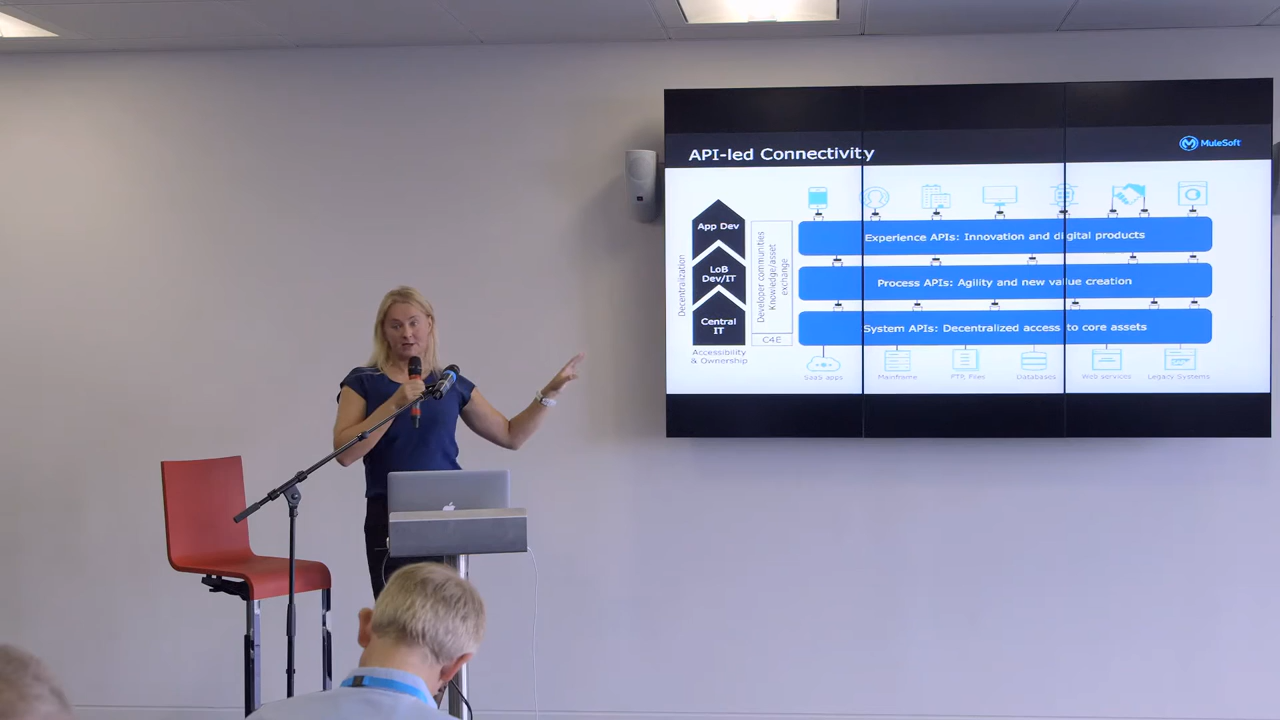 API-led Connectivity
MuleSoft
App Dev
LoB
Dev/IT
Central
IT
Decentralization
Accessibility
& Ownership
Developer communities
Knowledge/asset
exchange
C4E
Experience APIs: Innovation and digital products
Process APIs: Agility and new value creation
System APIs: Decentralized access to core assets
SaaS apps
Mainframe
FTP, Files
Databases
Web services
Legacy Systems